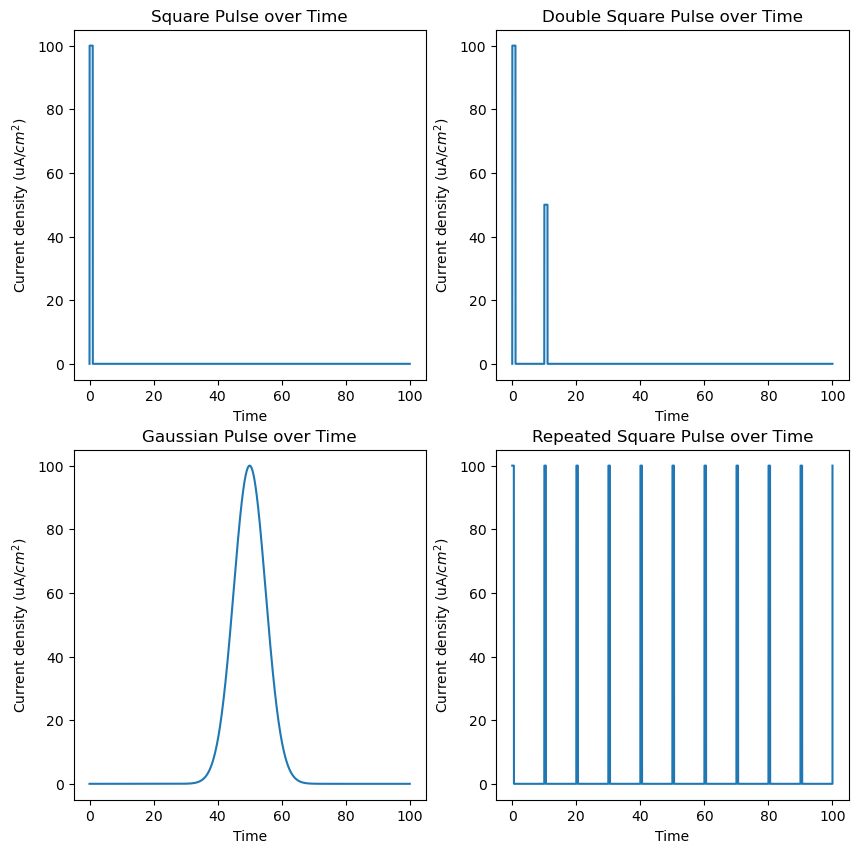 Square Pulse over Time
Current density (uA/cm²)
100
80
60
40
20
0
0 20 40 60 80 100
Time
Double Square Pulse over Time
Current density (uA/cm²)
100
80
60
40
20
0
0 20 40 60 80 100
Time
Gaussian Pulse over Time
Current density (uA/cm²)
100
80
60
40
20
0
0 20 40 60 80 100
Time
Repeated Square Pulse over Time
Current density (uA/cm²)
100
80
60
40
20
0
0 20 40 60 80 100
Time